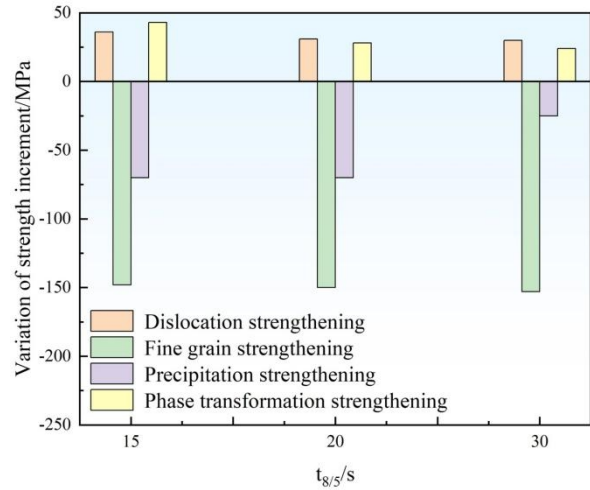 Variation of strength increment/MPa
50
0
-50
-100
-150
-200
-250
Dislocation strengthening
Fine grain strengthening
Precipitation strengthening
Phase transformation strengthening
15
20
30
t8/5/s